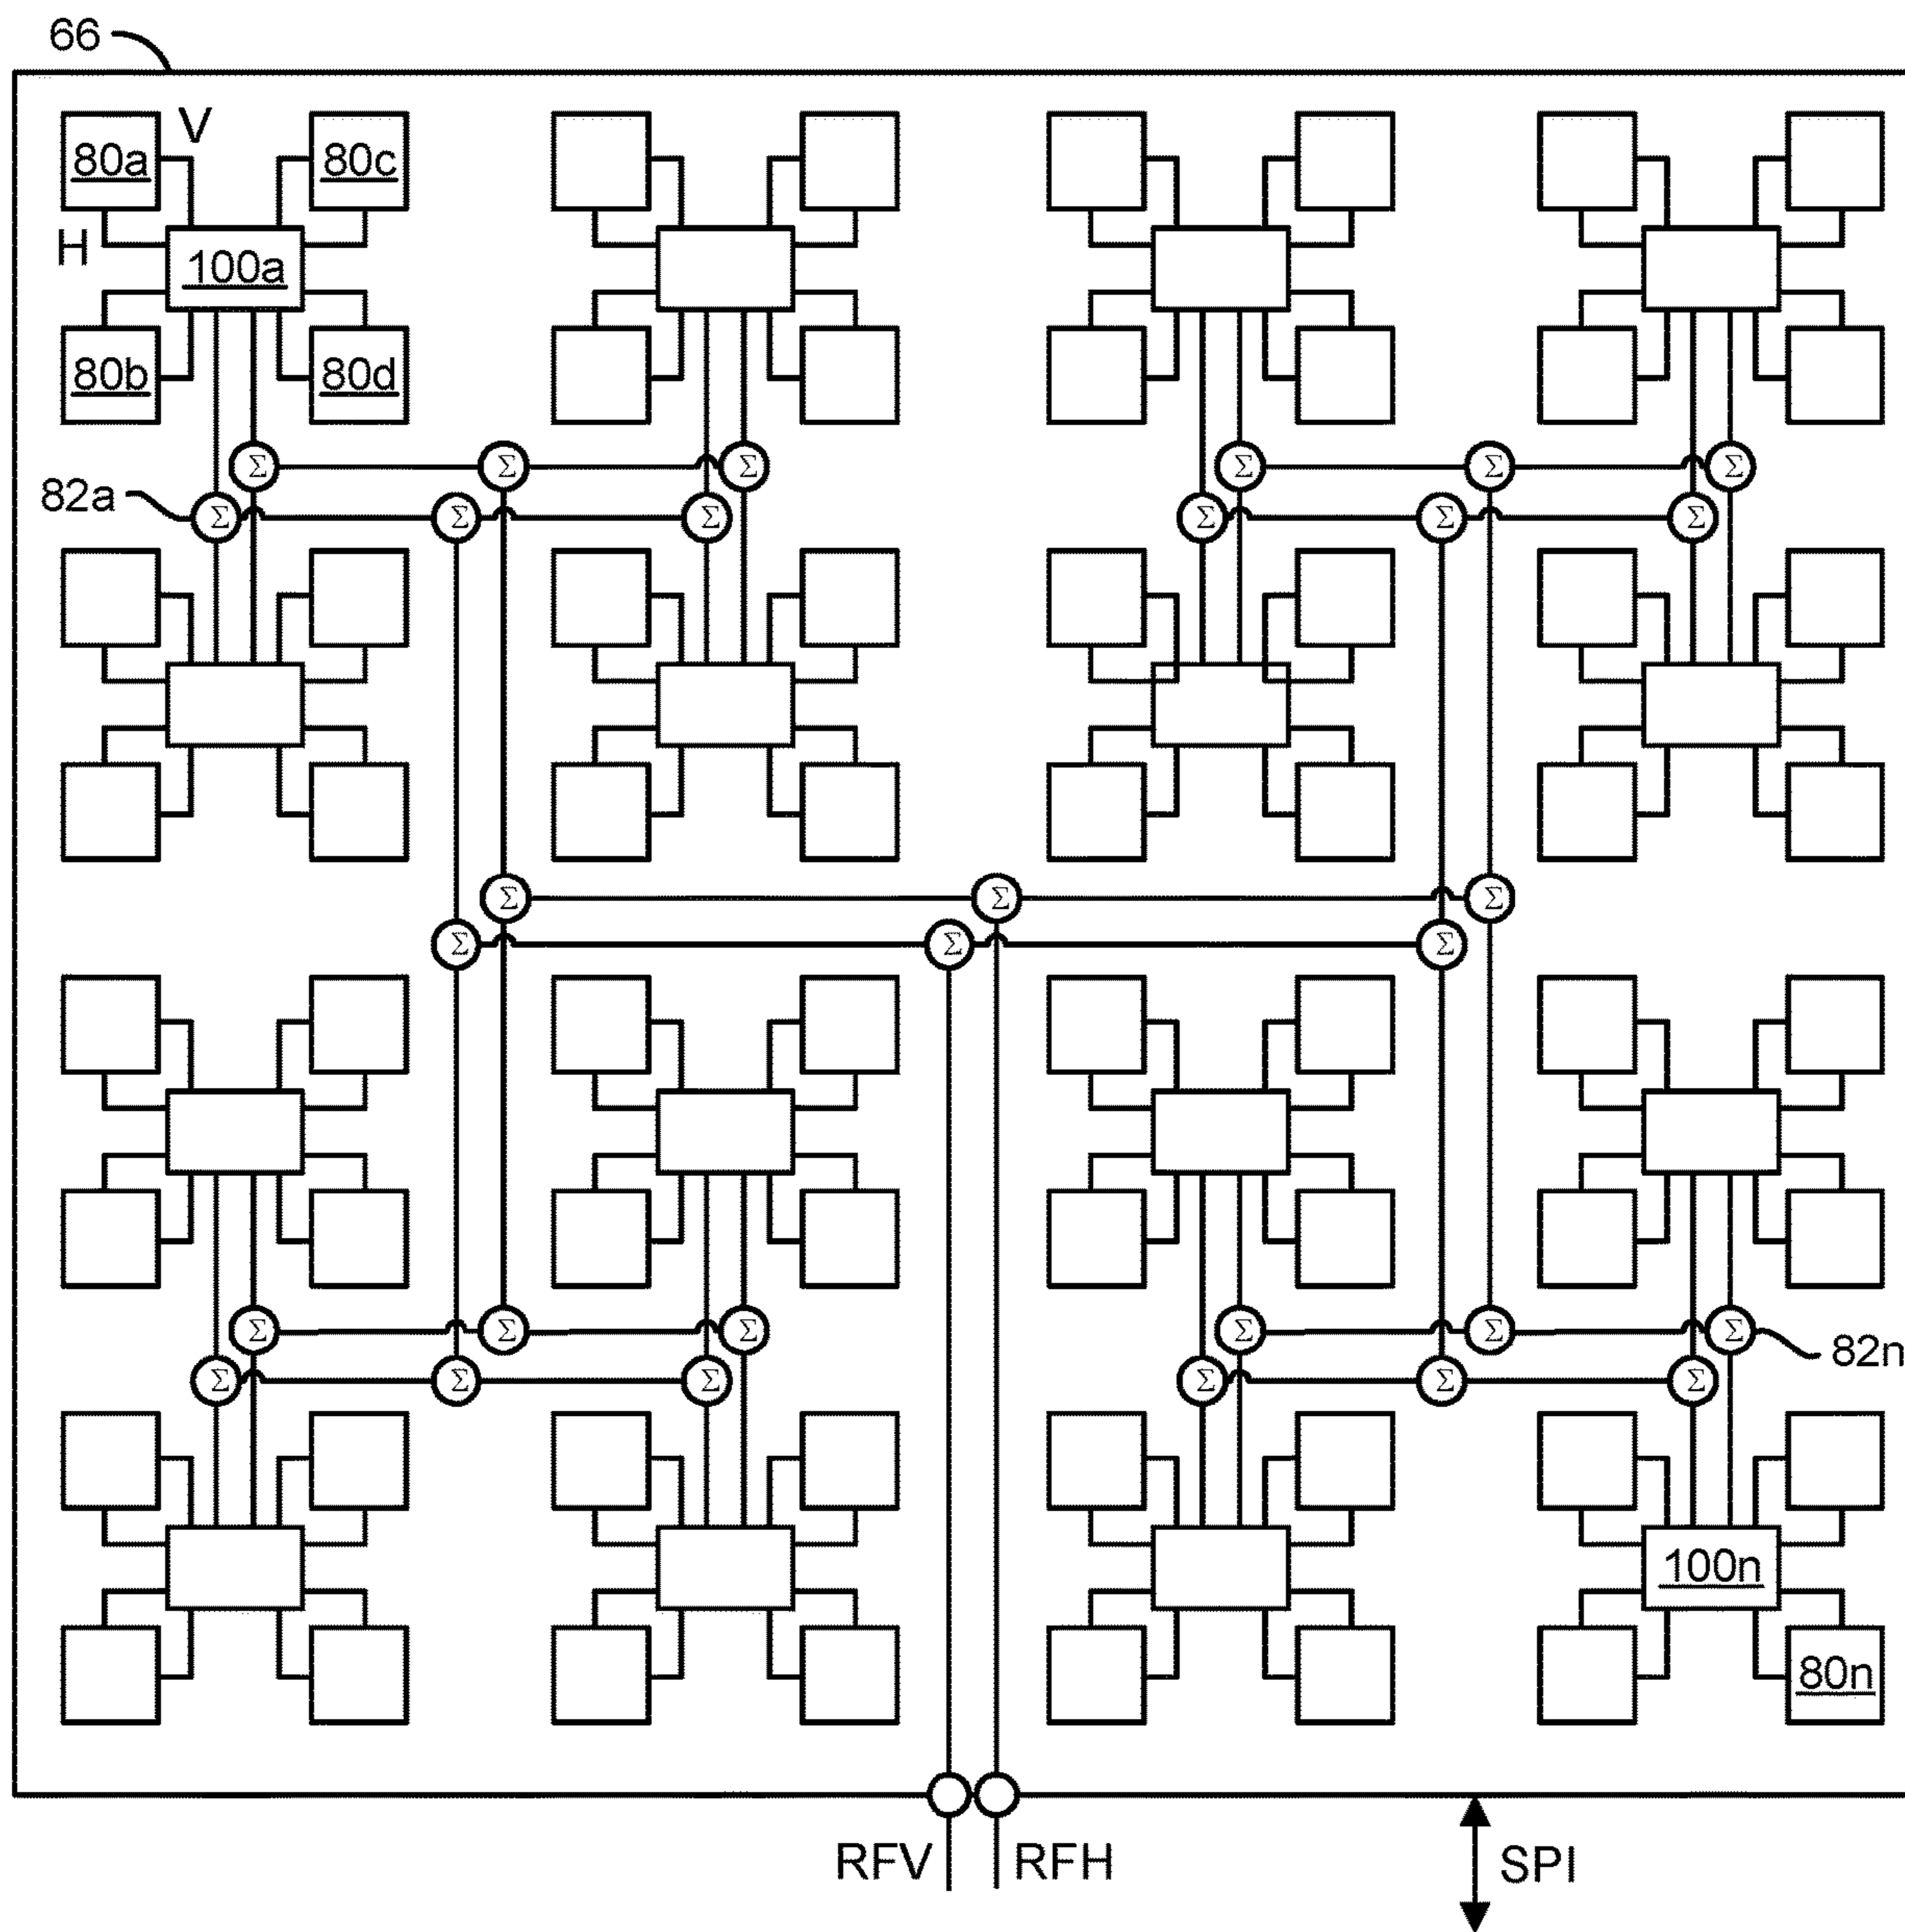 66
V
80a
80c
H
100a
80b
80d
Σ Σ Σ Σ Σ Σ
82a
Σ Σ Σ Σ Σ Σ
Σ Σ Σ
Σ Σ Σ
Σ Σ Σ Σ Σ Σ
82n
Σ Σ Σ Σ Σ Σ
100n
80n
RFV
RFH
SPI